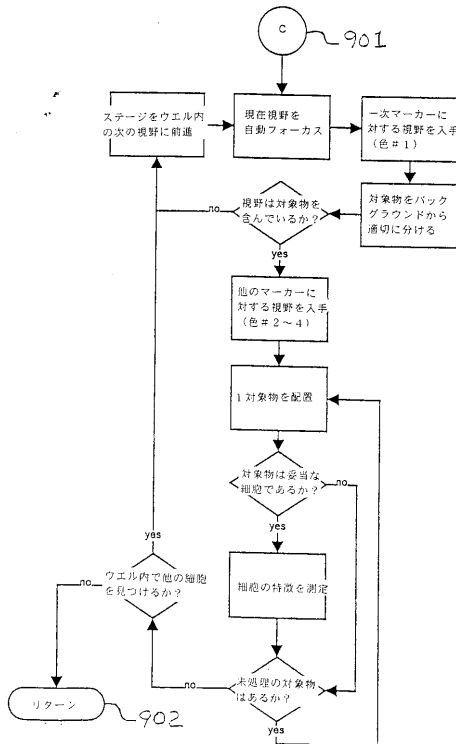 C
901
ステージをウエル内
の次の視野に前進
現在視野を
自動フォーカス
一次マーカーに
対する視野を入手
(色#1)
対象物をバック
グラウンドから
適切に分ける
視野は対象物を
含んでいるか?
no
yes
他のマーカーに
対する視野を入手
(色#2~4)
1対象物を配置
対象物は妥当な
細胞であるか?
no
yes
細胞の特徴を測定
未処理の対象物
はあるか?
no
yes
ウエル内で他の細胞
を見つけるか?
yes
no
リターン
902